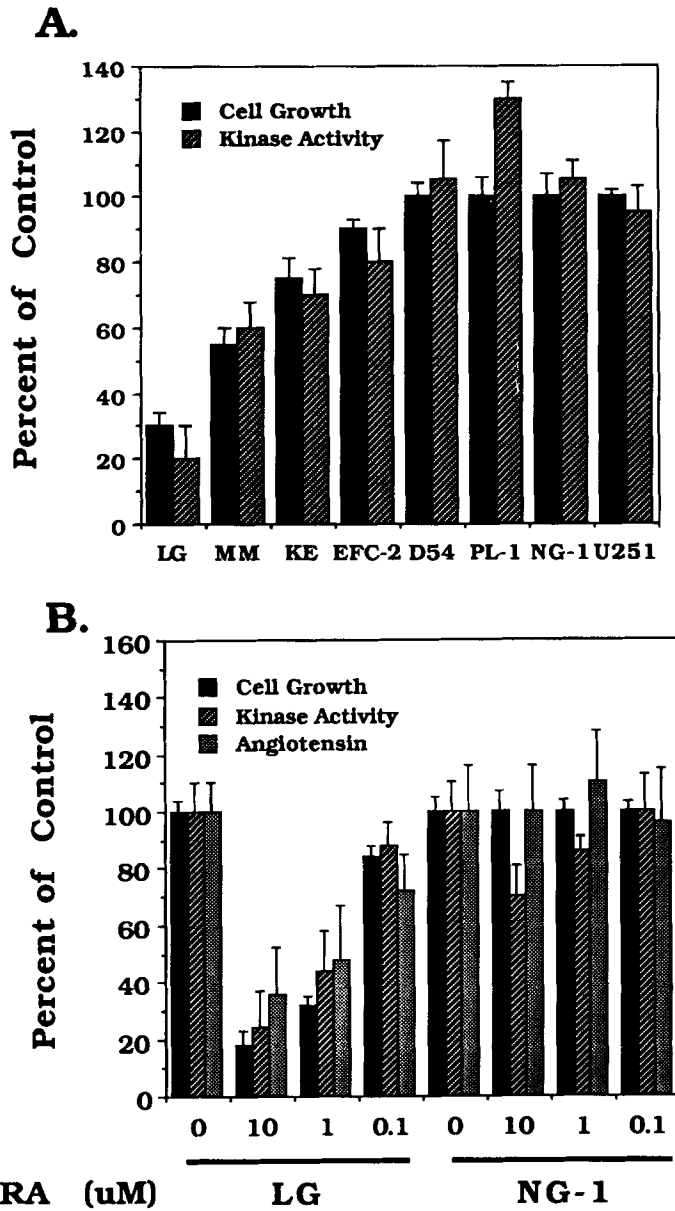 A.
140
120
100
80
60
40
20
0
Percent of Control
Cell Growth
Kinase Activity
LG MM KE EFC-2 D54 PL-1 NG-1 U251
B.
160
140
120
100
80
60
40
20
0
Percent of Control
Cell Growth
Kinase Activity
Angiotensin
0 10 1 0.1 0 10 1 0.1
RA (uM) LG NG-1